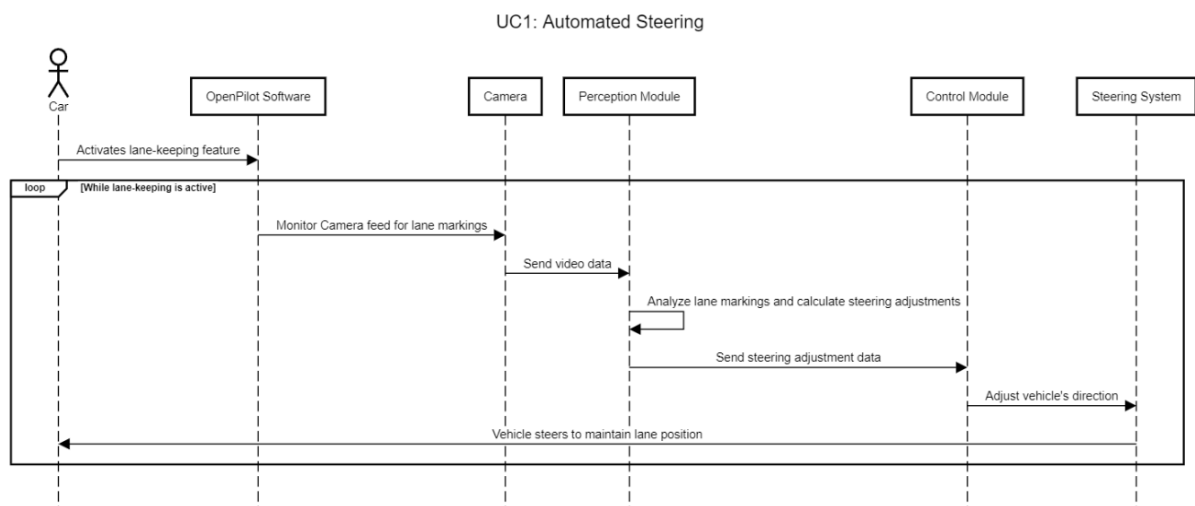 UC1: Automated Steering
Car
OpenPilot Software
Camera
Perception Module
Control Module
Steering System
Activates lane-keeping feature
loop
[While lane-keeping is active]
Monitor Camera feed for lane markings
Send video data
Analyze lane markings and calculate steering adjustments
Send steering adjustment data
Adjust vehicle's direction
Vehicle steers to maintain lane position